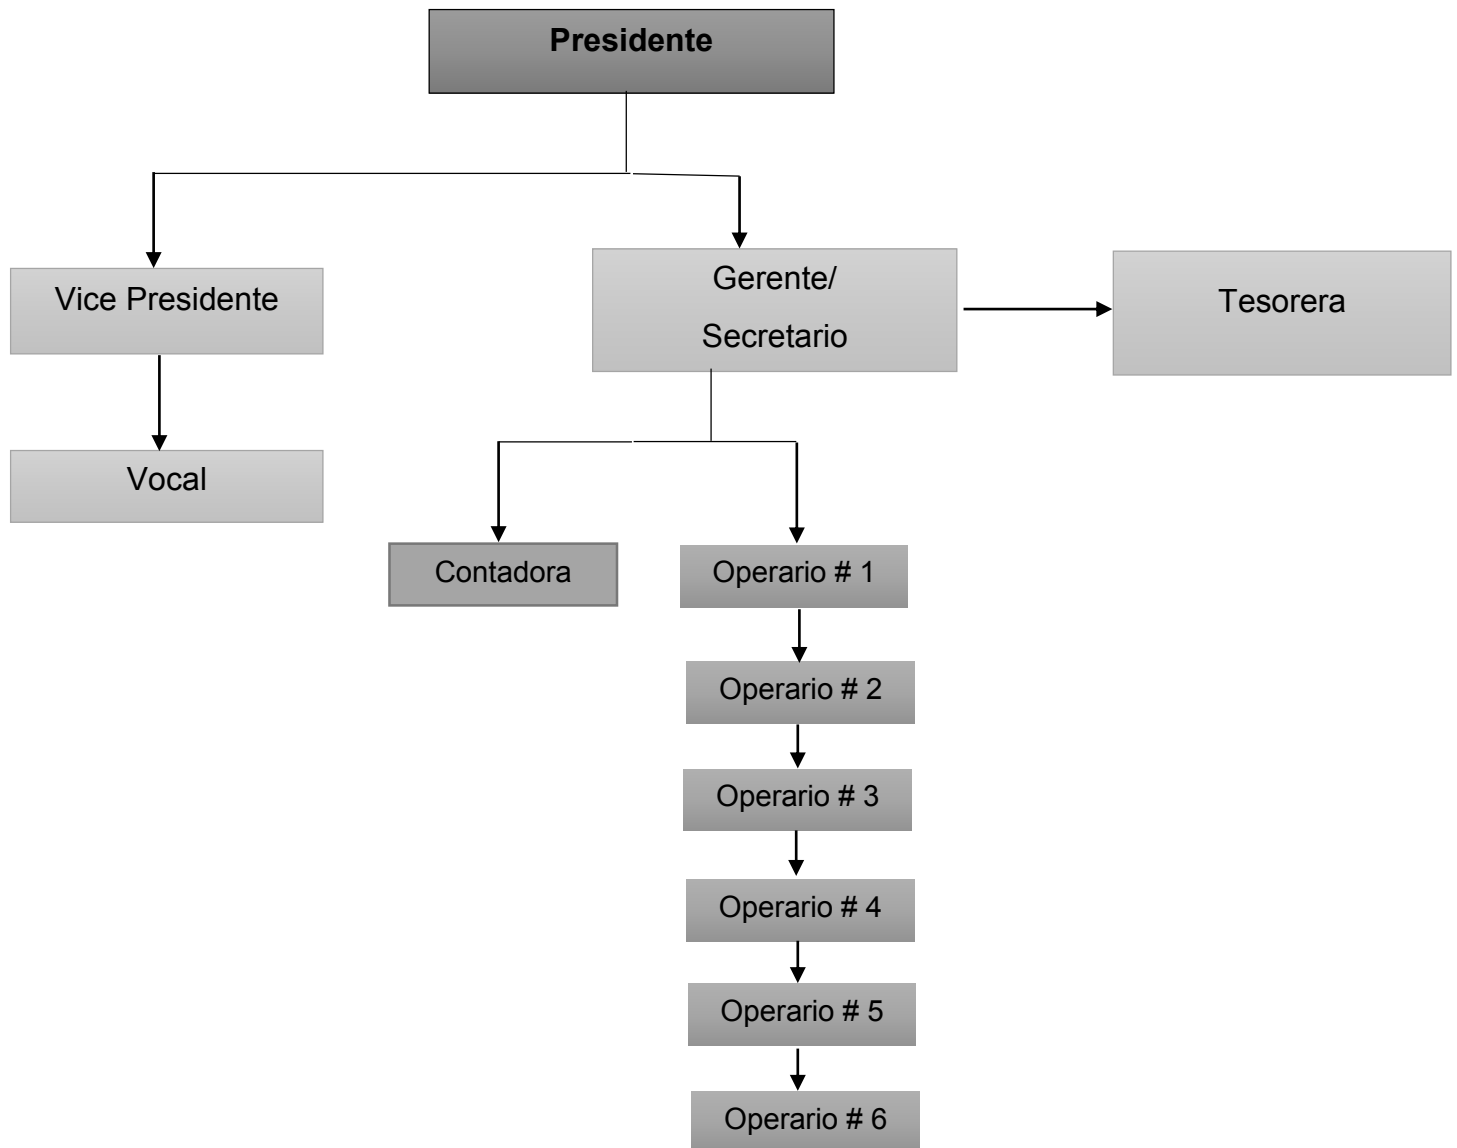 Presidente
Vice Presidente
Gerente/
Secretario
Tesorera
Vocal
Contadora
Operario # 1
Operario # 2
Operario # 3
Operario # 4
Operario # 5
Operario # 6